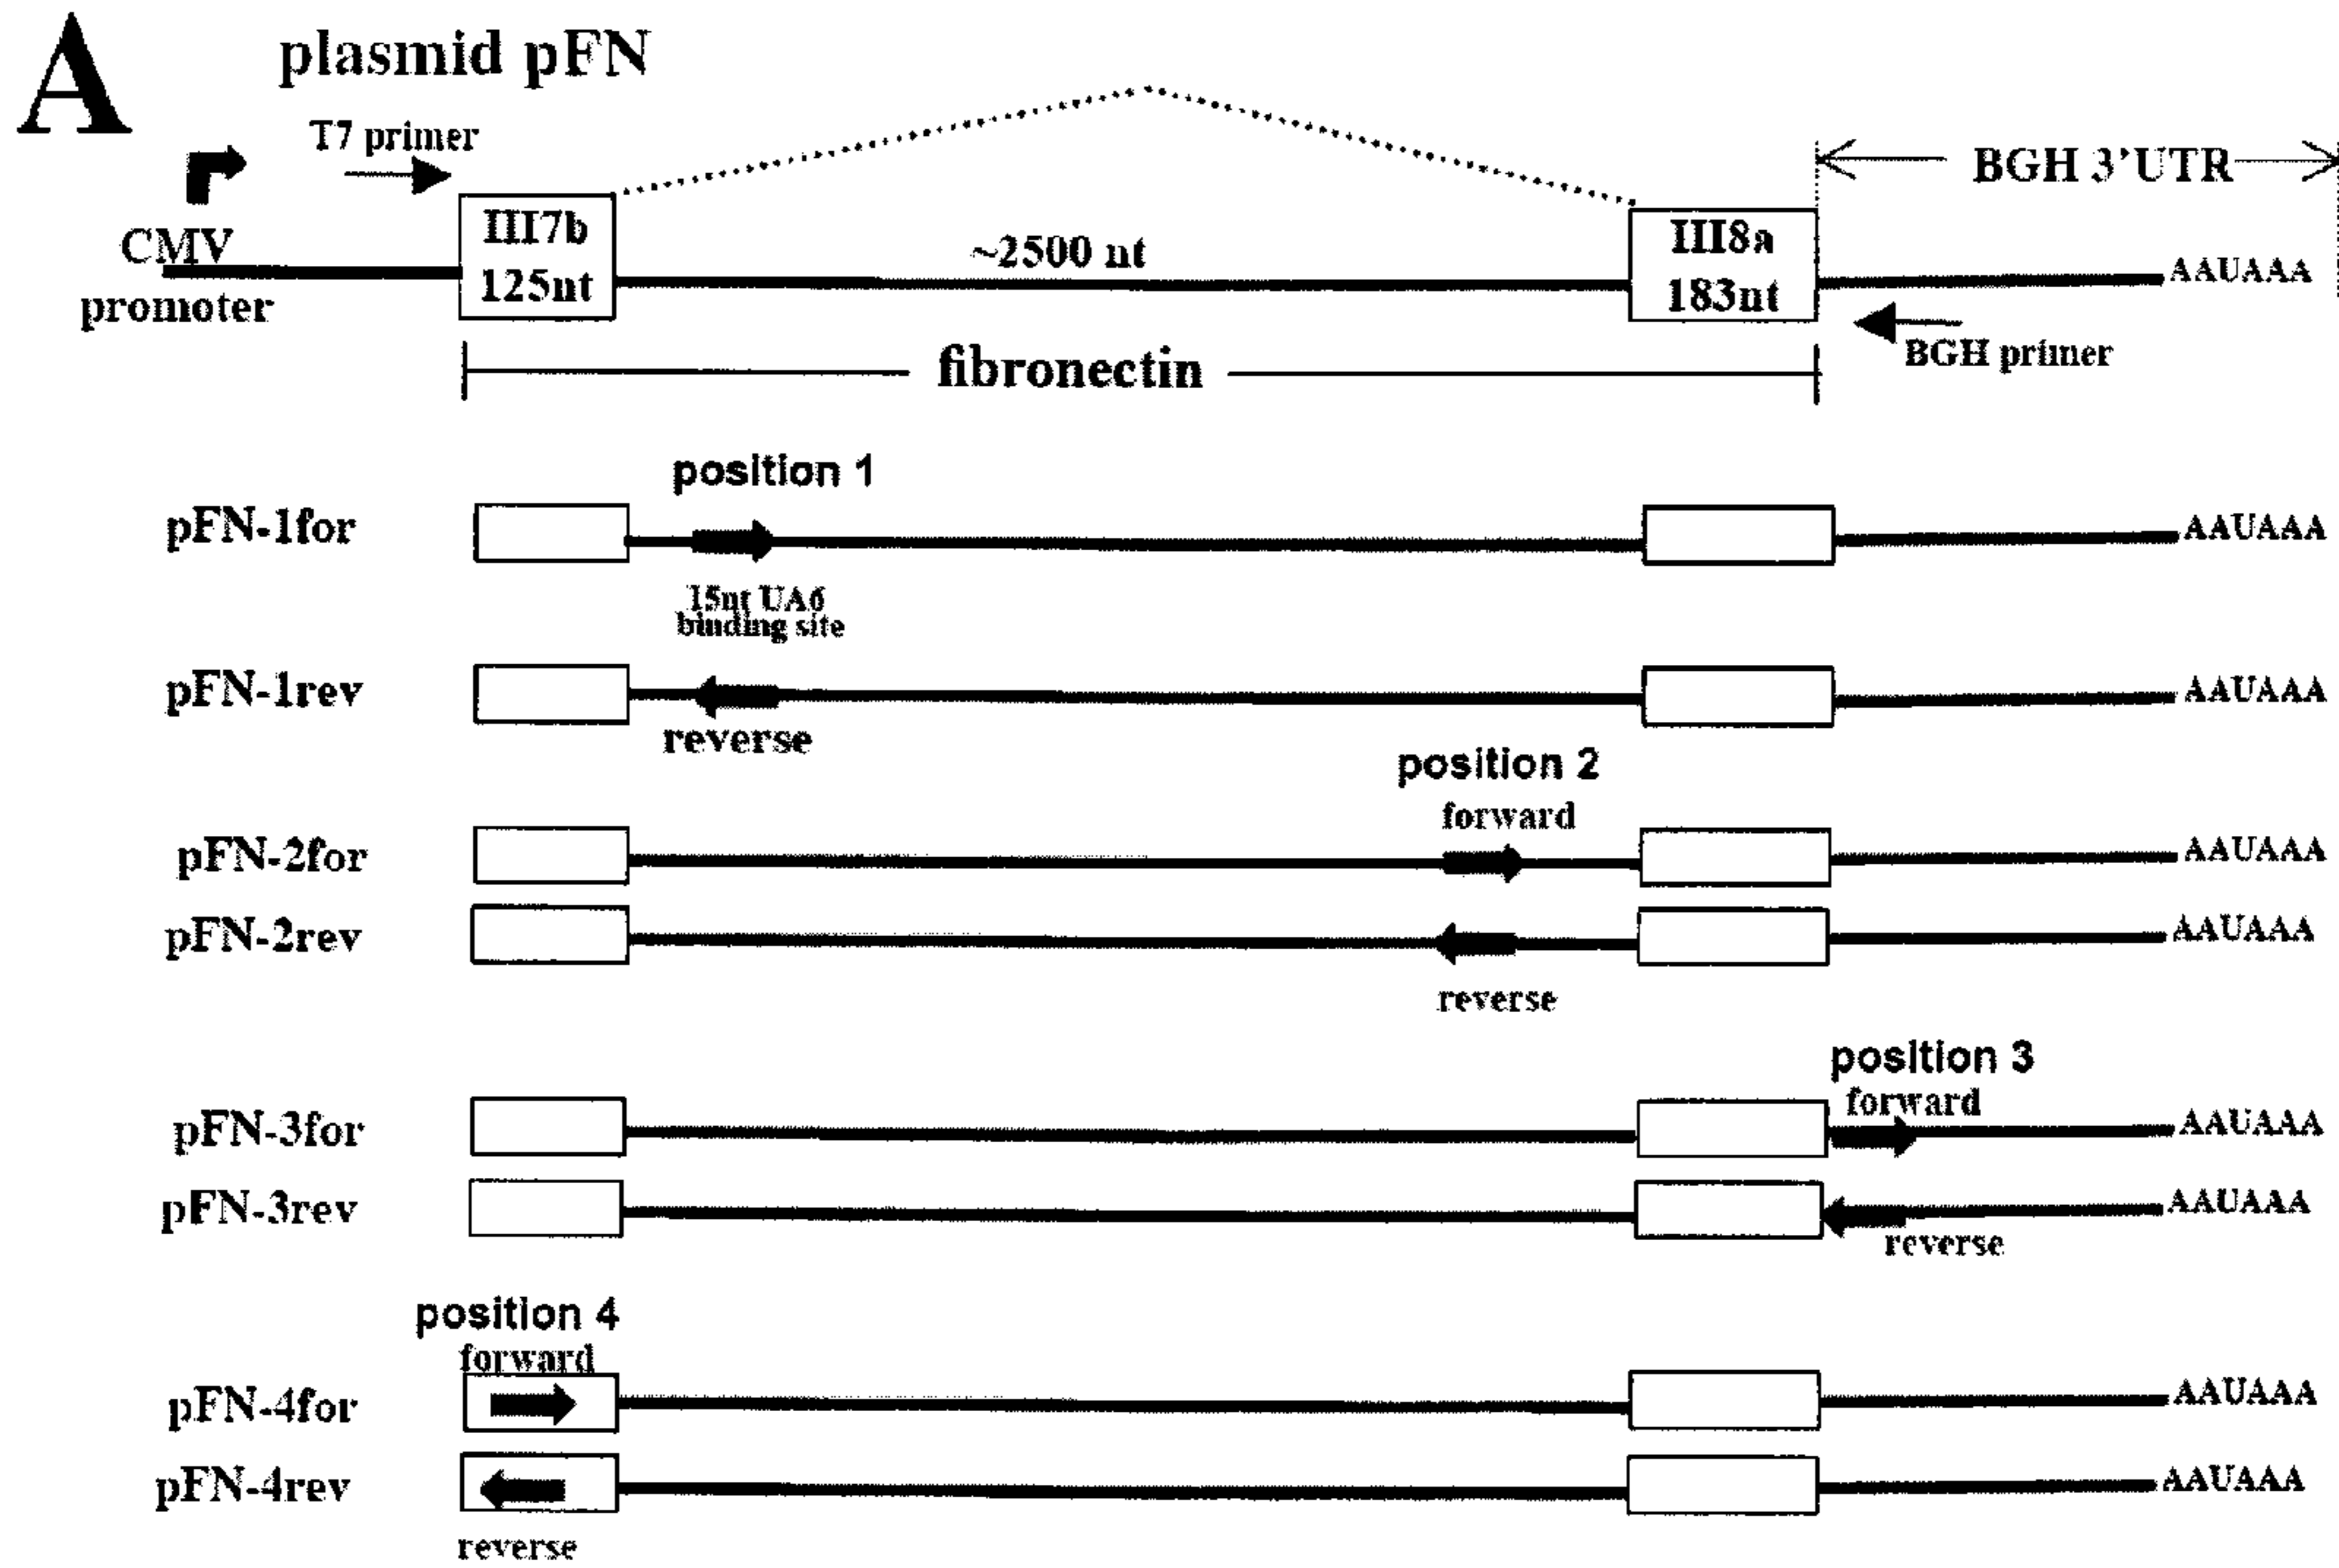 A
plasmid pFN
T7 primer
BGH 3'UTR
III7b
125nt
~2500 nt
III8a
183nt
CMV
promoter
AAUAAA
BGH primer
fibronectin
position 1
pFN-1for
AAUAAA
15nt UA6
binding site
pFN-1rev
AAUAAA
reverse
position 2
forward
pFN-2for
AAUAAA
pFN-2rev
AAUAAA
reverse
position 3
forward
pFN-3for
AAUAAA
pFN-3rev
AAUAAA
reverse
position 4
forward
pFN-4for
AAUAAA
pFN-4rev
AAUAAA
reverse